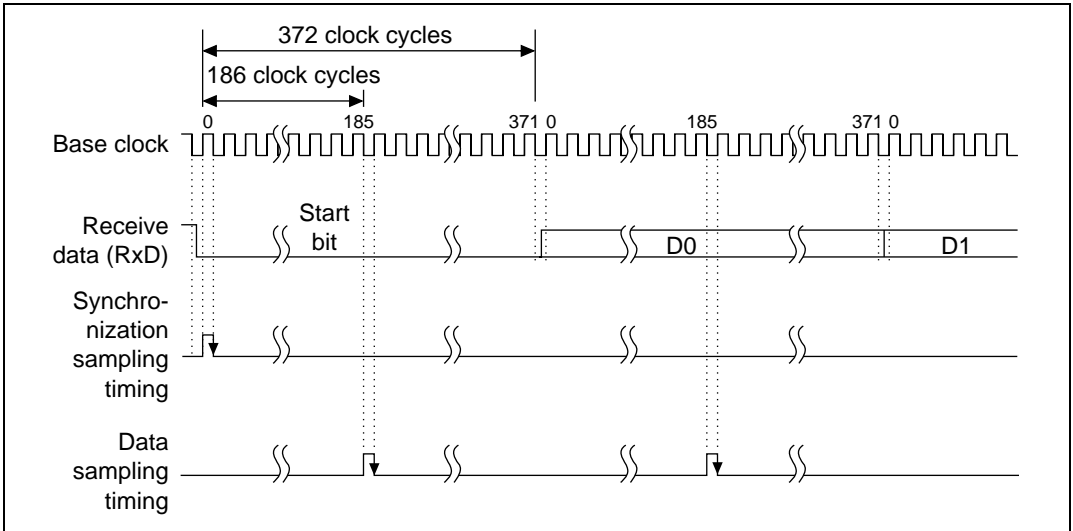 372 clock cycles
186 clock cycles
0 185 371 0 185 371 0
Base clock
Receive
data (RxD)
Start
bit
D0 D1
Synchro-
nization
sampling
timing
Data
sampling
timing